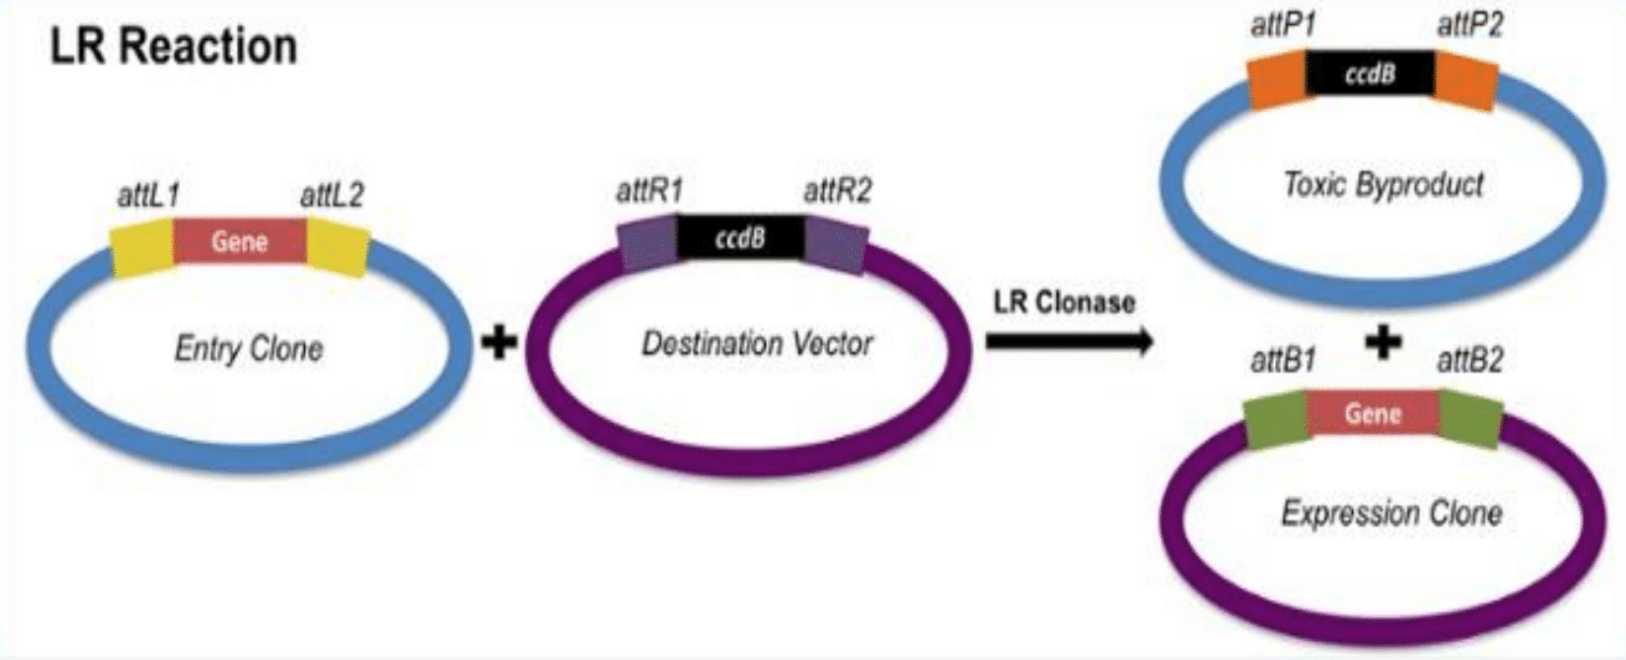 LR Reaction
attL1
attL2
Gene
Entry Clone
+
attR1
attR2
ccdB
Destination Vector
LR Clonase
attP1
attP2
ccdB
Toxic Byproduct
+
attB1
attB2
Gene
Expression Clone